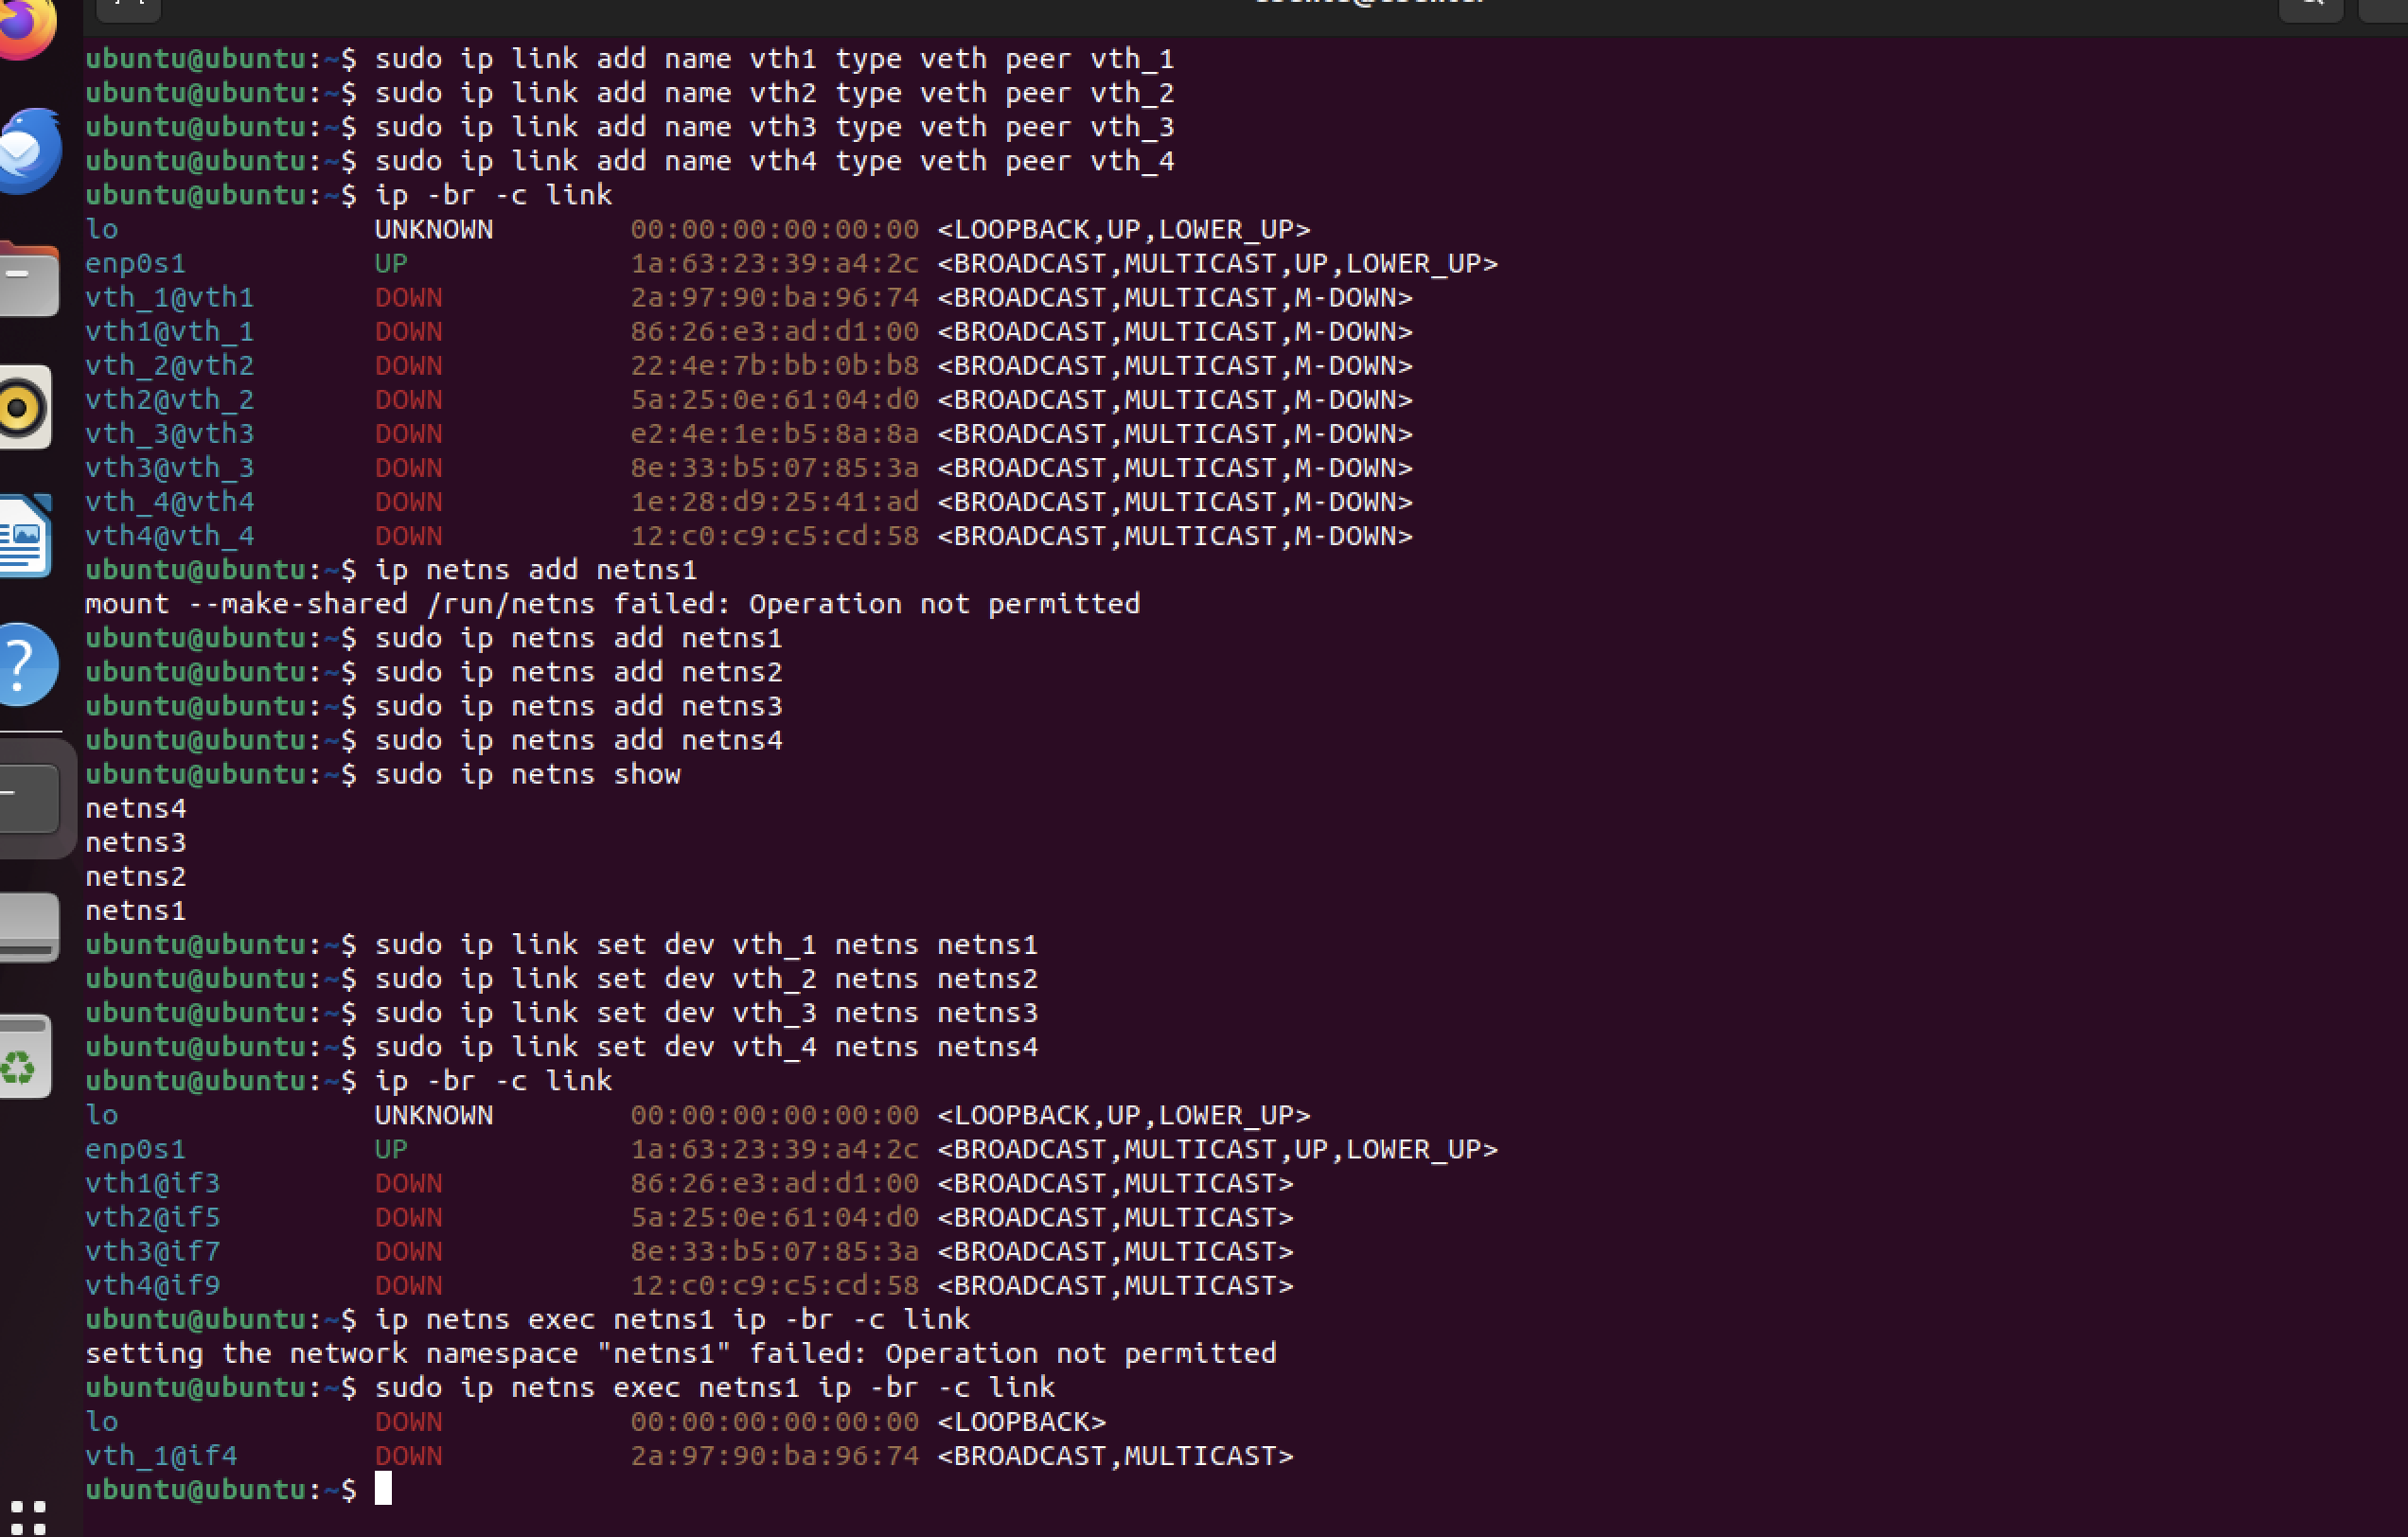 ubuntu@ubuntu:~$ sudo ip link add name vth1 type veth peer vth_1
ubuntu@ubuntu:~$ sudo ip link add name vth2 type veth peer vth_2
ubuntu@ubuntu:~$ sudo ip link add name vth3 type veth peer vth_3
ubuntu@ubuntu:~$ sudo ip link add name vth4 type veth peer vth_4
ubuntu@ubuntu:~$ ip -br -c link
lo UNKNOWN 00:00:00:00:00:00 <LOOPBACK,UP,LOWER_UP>
enp0s1 UP 1a:63:23:39:a4:2c <BROADCAST,MULTICAST,UP,LOWER_UP>
vth_1@vth1 DOWN 2a:97:90:ba:96:74 <BROADCAST,MULTICAST,M-DOWN>
vth1@vth_1 DOWN 86:26:e3:ad:d1:00 <BROADCAST,MULTICAST,M-DOWN>
vth_2@vth2 DOWN 22:4e:7b:bb:0b:b8 <BROADCAST,MULTICAST,M-DOWN>
vth2@vth_2 DOWN 5a:25:0e:61:04:d0 <BROADCAST,MULTICAST,M-DOWN>
vth_3@vth3 DOWN e2:4e:1e:b5:8a:8a <BROADCAST,MULTICAST,M-DOWN>
vth3@vth_3 DOWN 8e:33:b5:07:85:3a <BROADCAST,MULTICAST,M-DOWN>
vth_4@vth4 DOWN 1e:28:d9:25:41:ad <BROADCAST,MULTICAST,M-DOWN>
vth4@vth_4 DOWN 12:c0:c9:c5:cd:58 <BROADCAST,MULTICAST,M-DOWN>
ubuntu@ubuntu:~$ ip netns add netns1
mount --make-shared /run/netns failed: Operation not permitted
ubuntu@ubuntu:~$ sudo ip netns add netns1
ubuntu@ubuntu:~$ sudo ip netns add netns2
ubuntu@ubuntu:~$ sudo ip netns add netns3
ubuntu@ubuntu:~$ sudo ip netns add netns4
ubuntu@ubuntu:~$ sudo ip netns show
netns4
netns3
netns2
netns1
ubuntu@ubuntu:~$ sudo ip link set dev vth_1 netns netns1
ubuntu@ubuntu:~$ sudo ip link set dev vth_2 netns netns2
ubuntu@ubuntu:~$ sudo ip link set dev vth_3 netns netns3
ubuntu@ubuntu:~$ sudo ip link set dev vth_4 netns netns4
ubuntu@ubuntu:~$ ip -br -c link
lo UNKNOWN 00:00:00:00:00:00 <LOOPBACK,UP,LOWER_UP>
enp0s1 UP 1a:63:23:39:a4:2c <BROADCAST,MULTICAST,UP,LOWER_UP>
vth1@if3 DOWN 86:26:e3:ad:d1:00 <BROADCAST,MULTICAST>
vth2@if5 DOWN 5a:25:0e:61:04:d0 <BROADCAST,MULTICAST>
vth3@if7 DOWN 8e:33:b5:07:85:3a <BROADCAST,MULTICAST>
vth4@if9 DOWN 12:c0:c9:c5:cd:58 <BROADCAST,MULTICAST>
ubuntu@ubuntu:~$ ip netns exec netns1 ip -br -c link
setting the network namespace "netns1" failed: Operation not permitted
ubuntu@ubuntu:~$ sudo ip netns exec netns1 ip -br -c link
lo DOWN 00:00:00:00:00:00 <LOOPBACK>
vth_1@if4 DOWN 2a:97:90:ba:96:74 <BROADCAST,MULTICAST>
ubuntu@ubuntu:~$